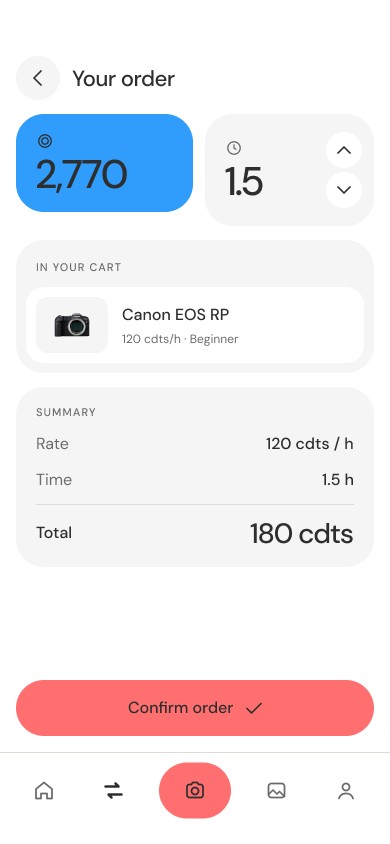 Your order
2,770
1.5
IN YOUR CART
Canon EOS RP
120 cdts/h · Beginner
SUMMARY
Rate 120 cdts / h
Time 1.5 h
Total 180 cdts
Confirm order